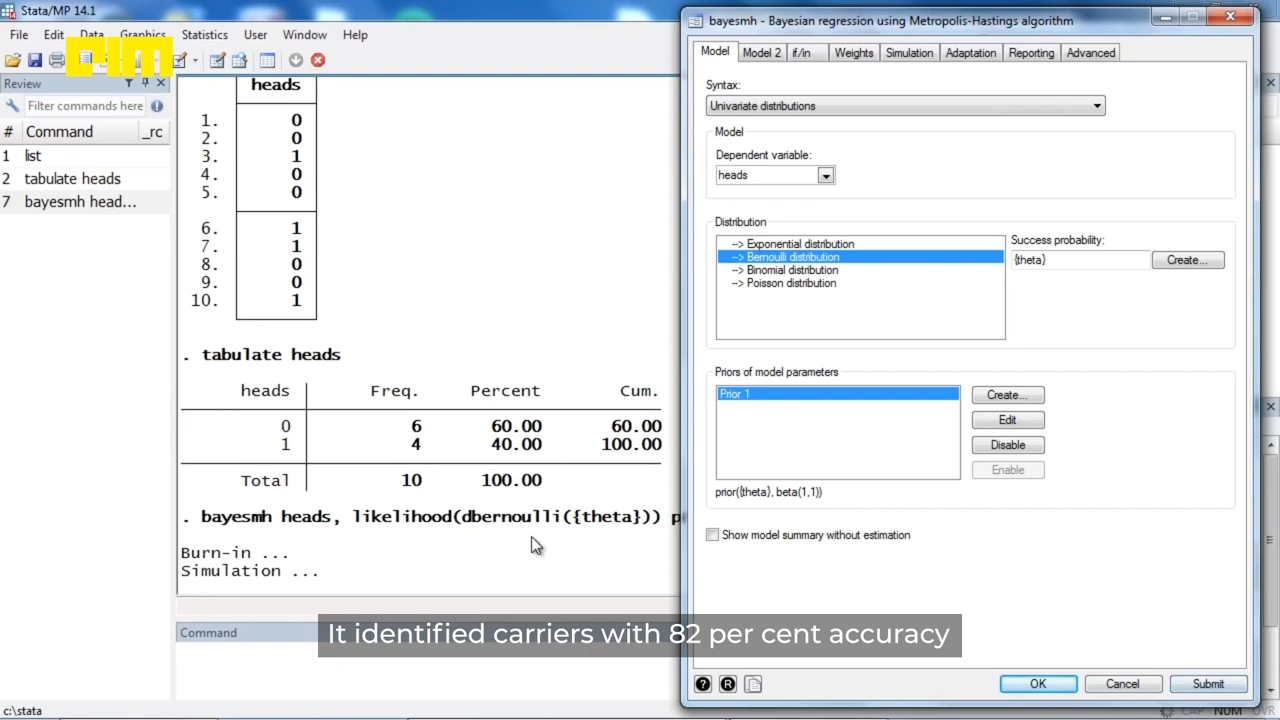 Stata/MP 14.1
File Edit Data Graphics Statistics User Window Help
aim
Review
Filter commands here
# Command _rc
1 list
2 tabulate heads
7 bayesmh head...
heads
1. 0
2. 0
3. 1
4. 0
5. 0
6. 1
7. 1
8. 0
9. 0
10. 1
. tabulate heads
heads Freq. Percent Cum.
0 6 60.00 60.00
1 4 40.00 100.00
Total 10 100.00
. bayesmh heads, likelihood(dbernoulli({theta}))
Burn-in ...
Simulation ...
Command
c:\stata
bayesmh - Bayesian regression using Metropolis-Hastings algorithm
Model Model 2 if/in Weights Simulation Adaptation Reporting Advanced
Syntax:
Univariate distributions
Model
Dependent variable:
heads
Distribution
--> Exponential distribution
--> Bernoulli distribution
--> Binomial distribution
--> Poisson distribution
Success probability:
{theta} Create...
Priors of model parameters
Prior 1
Create...
Edit
Disable
Enable
prior({theta}, beta(1,1))
Show model summary without estimation
It identified carriers with 82 per cent accuracy
? R
OK Cancel Submit
CAP NUM OVR